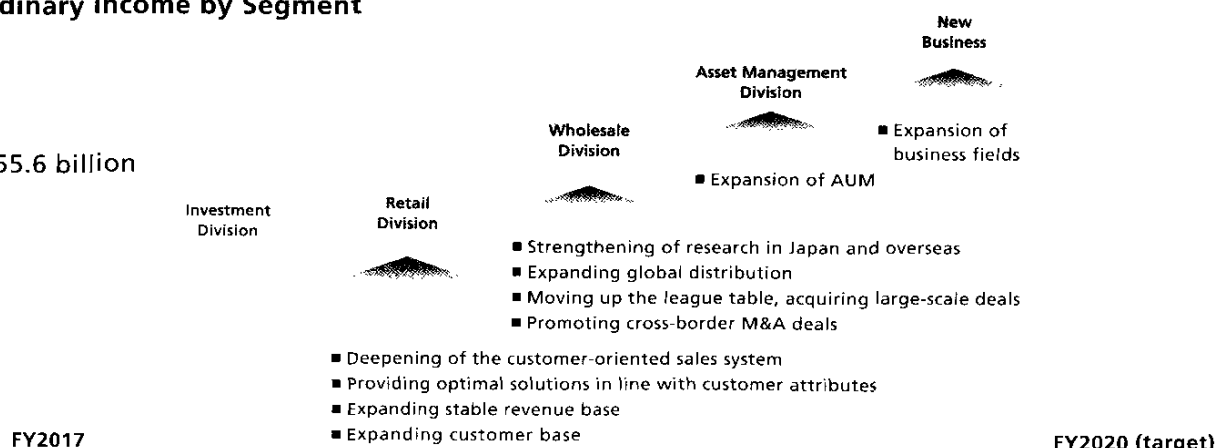 dinary Income by Segment
New
Business
Asset Management
Division
Wholesale
Division
■ Expansion of
business fields
55.6 billion
■ Expansion of AUM
Investment
Division
Retail
Division
■ Strengthening of research in Japan and overseas
■ Expanding global distribution
■ Moving up the league table, acquiring large-scale deals
■ Promoting cross-border M&A deals
■ Deepening of the customer-oriented sales system
■ Providing optimal solutions in line with customer attributes
■ Expanding stable revenue base
■ Expanding customer base
FY2017
FY2020 (target)